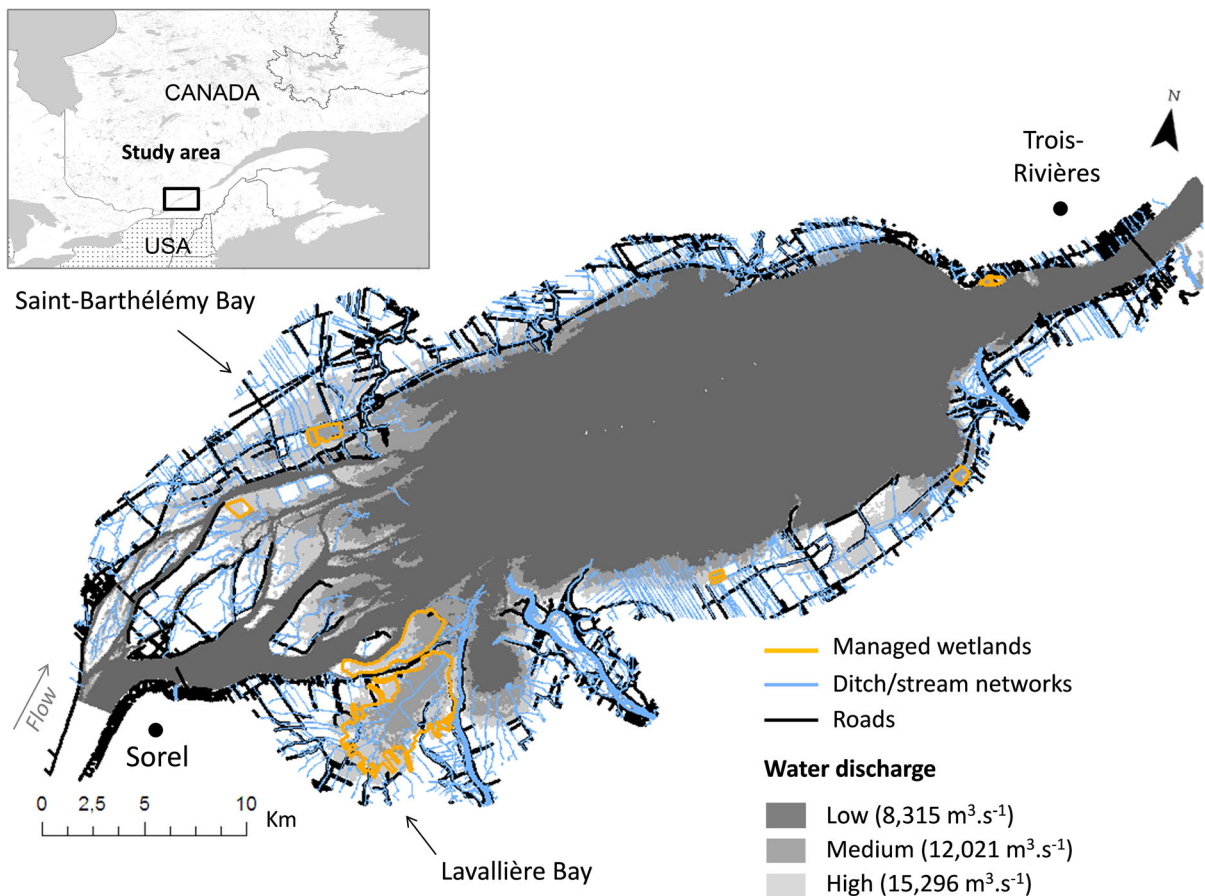 CANADA
Study area
USA
N
Trois-
Rivières
Saint-Barthélémy Bay
Flow
Sorel
0 2,5 5 10
Km
Lavallière Bay
Managed wetlands
Ditch/stream networks
Roads
Water discharge
Low (8,315 m³.s⁻¹)
Medium (12,021 m³.s⁻¹)
High (15,296 m³.s⁻¹)